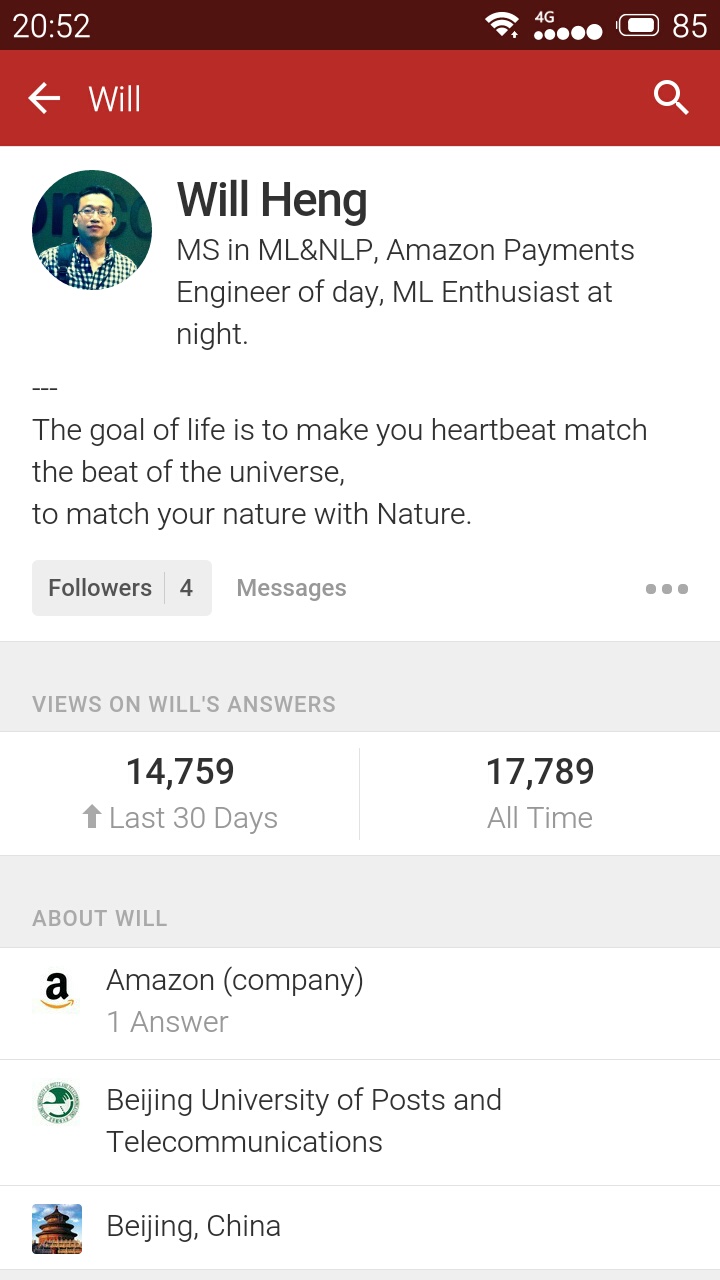 20:52
4G
85
Will
Will Heng
MS in ML&NLP, Amazon Payments
Engineer of day, ML Enthusiast at
night.
---
The goal of life is to make you heartbeat match
the beat of the universe,
to match your nature with Nature.
Followers 4 Messages
VIEWS ON WILL'S ANSWERS
14,759 17,789
Last 30 Days All Time
ABOUT WILL
a
Amazon (company)
1 Answer
Beijing University of Posts and
Telecommunications
Beijing, China